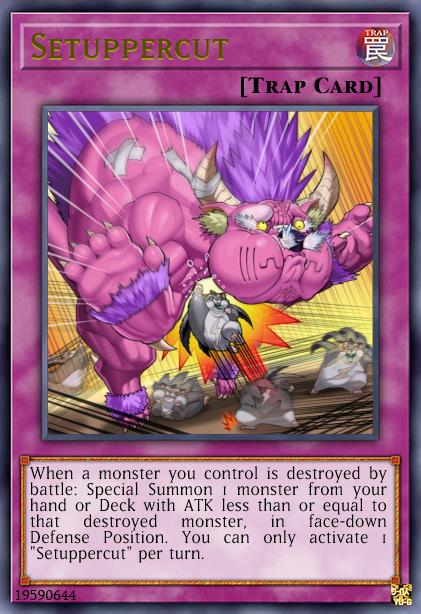 Setuppercut
TRAP
罠
[Trap Card]
When a monster you control is destroyed by
battle: Special Summon 1 monster from your
hand or Deck with ATK less than or equal to
that destroyed monster, in face-down
Defense Position. You can only activate 1
"Setuppercut" per turn.
19590644